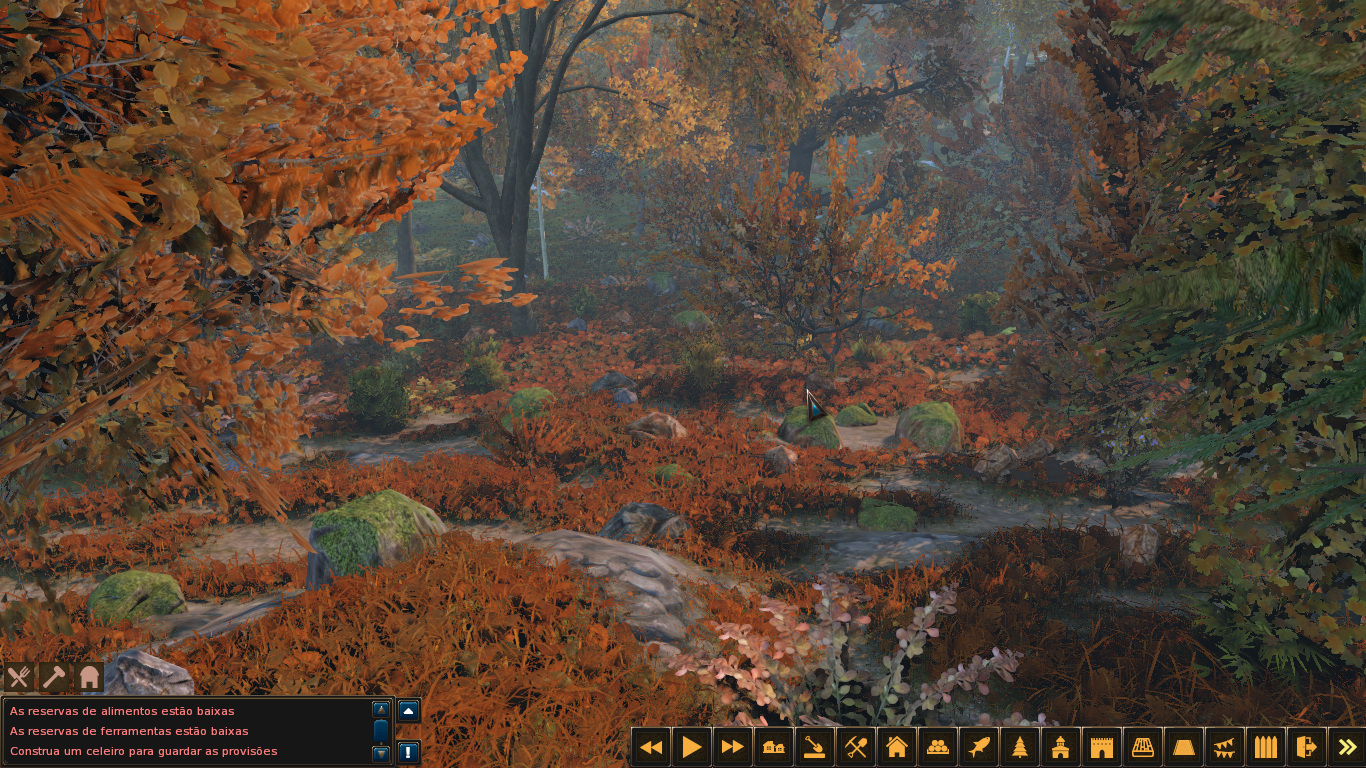 As reservas de alimentos estão baixas
As reservas de ferramentas estão baixas
Construa um celeiro para guardar as provisões